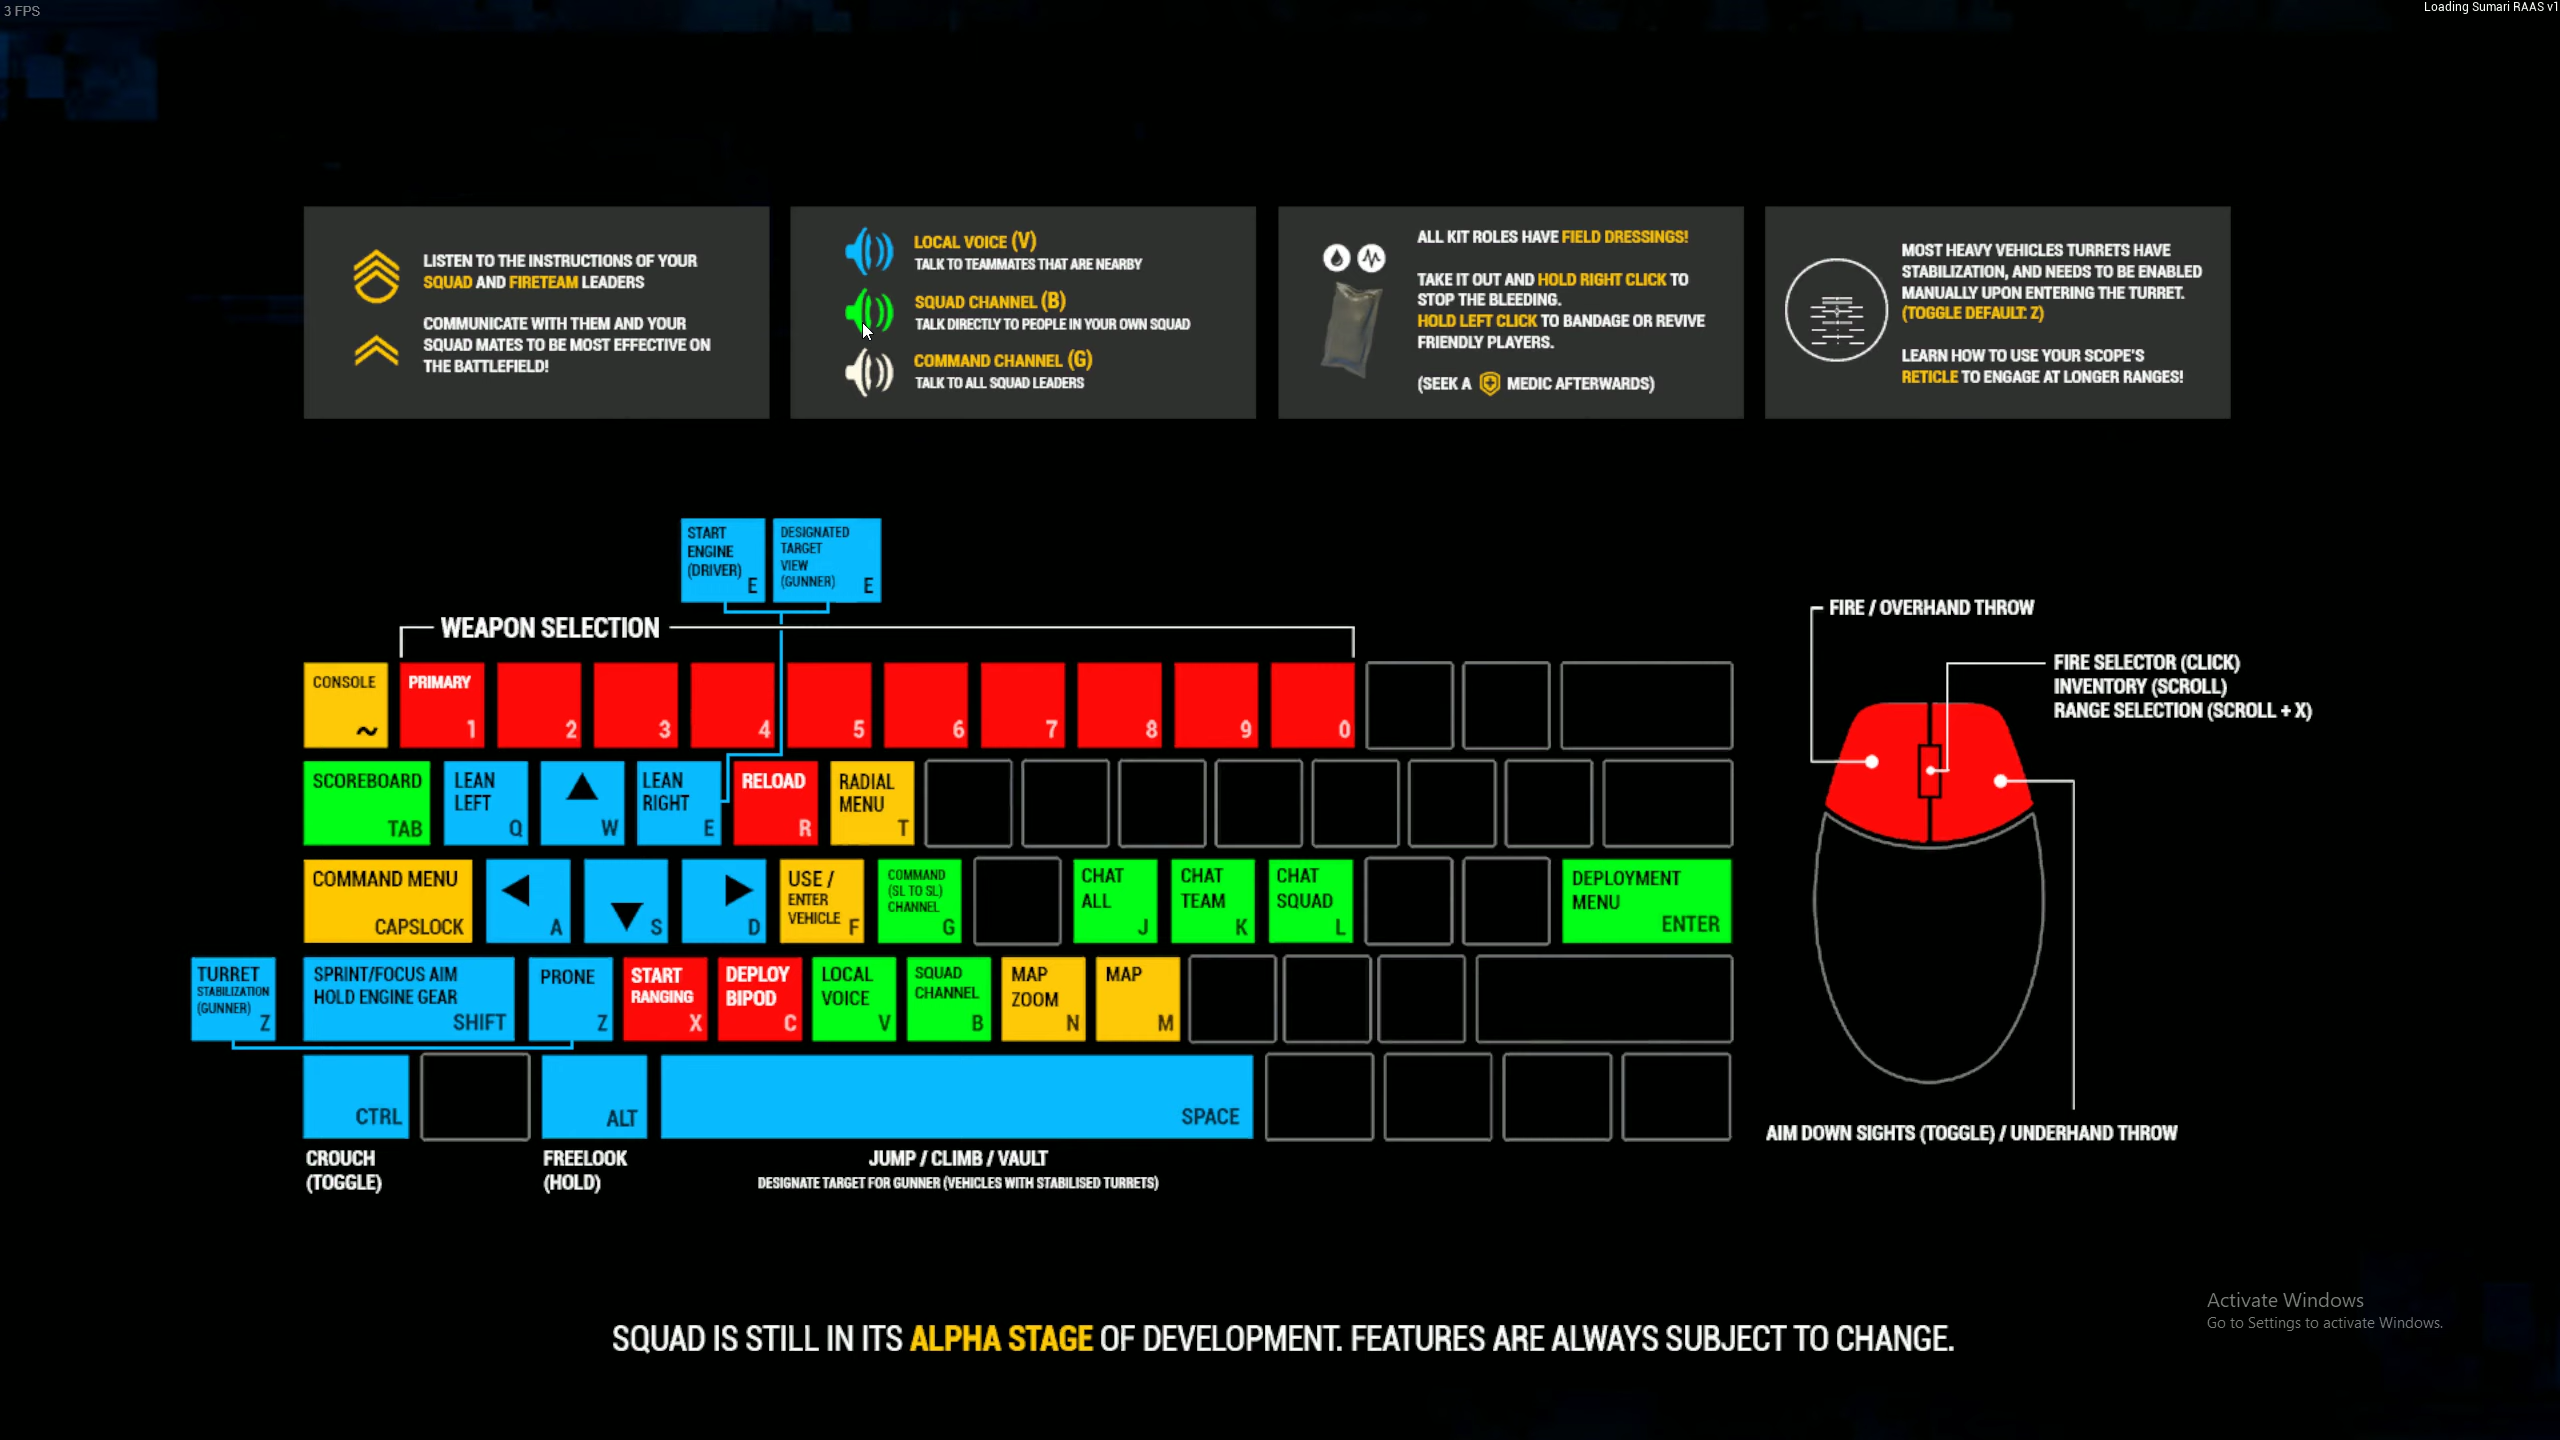 3 FPS
Loading Sumari RAAS v1
LISTEN TO THE INSTRUCTIONS OF YOUR
SQUAD AND FIRETEAM LEADERS
COMMUNICATE WITH THEM AND YOUR
SQUAD MATES TO BE MOST EFFECTIVE ON
THE BATTLEFIELD!
LOCAL VOICE (V)
TALK TO TEAMMATES THAT ARE NEARBY
SQUAD CHANNEL (B)
TALK DIRECTLY TO PEOPLE IN YOUR OWN SQUAD
COMMAND CHANNEL (G)
TALK TO ALL SQUAD LEADERS
ALL KIT ROLES HAVE FIELD DRESSINGS!
TAKE IT OUT AND HOLD RIGHT CLICK TO
STOP THE BLEEDING.
HOLD LEFT CLICK TO BANDAGE OR REVIVE
FRIENDLY PLAYERS.
(SEEK A MEDIC AFTERWARDS)
MOST HEAVY VEHICLES TURRETS HAVE
STABILIZATION, AND NEEDS TO BE ENABLED
MANUALLY UPON ENTERING THE TURRET.
(TOGGLE DEFAULT: Z)
LEARN HOW TO USE YOUR SCOPE'S
RETICLE TO ENGAGE AT LONGER RANGES!
START
ENGINE
(DRIVER)
E
DESIGNATED
TARGET
VIEW
(GUNNER)
E
WEAPON SELECTION
CONSOLE
~
PRIMARY
1
2
3
4
5
6
7
8
9
0
SCOREBOARD
TAB
LEAN
LEFT
Q
W
LEAN
RIGHT
E
RELOAD
R
RADIAL
MENU
T
COMMAND MENU
CAPSLOCK
A
S
D
USE /
ENTER
VEHICLE
F
COMMAND
(SL TO SL)
CHANNEL
G
CHAT
ALL
J
CHAT
TEAM
K
CHAT
SQUAD
L
DEPLOYMENT
MENU
ENTER
TURRET
STABILIZATION
(GUNNER)
Z
SPRINT/FOCUS AIM
HOLD ENGINE GEAR
SHIFT
PRONE
Z
START
RANGING
X
DEPLOY
BIPOD
C
LOCAL
VOICE
V
SQUAD
CHANNEL
B
MAP
ZOOM
N
MAP
M
CTRL
ALT
SPACE
CROUCH
(TOGGLE)
FREELOOK
(HOLD)
JUMP / CLIMB / VAULT
DESIGNATE TARGET FOR GUNNER (VEHICLES WITH STABILISED TURRETS)
FIRE / OVERHAND THROW
FIRE SELECTOR (CLICK)
INVENTORY (SCROLL)
RANGE SELECTION (SCROLL + X)
AIM DOWN SIGHTS (TOGGLE) / UNDERHAND THROW
Activate Windows
Go to Settings to activate Windows.
SQUAD IS STILL IN ITS ALPHA STAGE OF DEVELOPMENT. FEATURES ARE ALWAYS SUBJECT TO CHANGE.